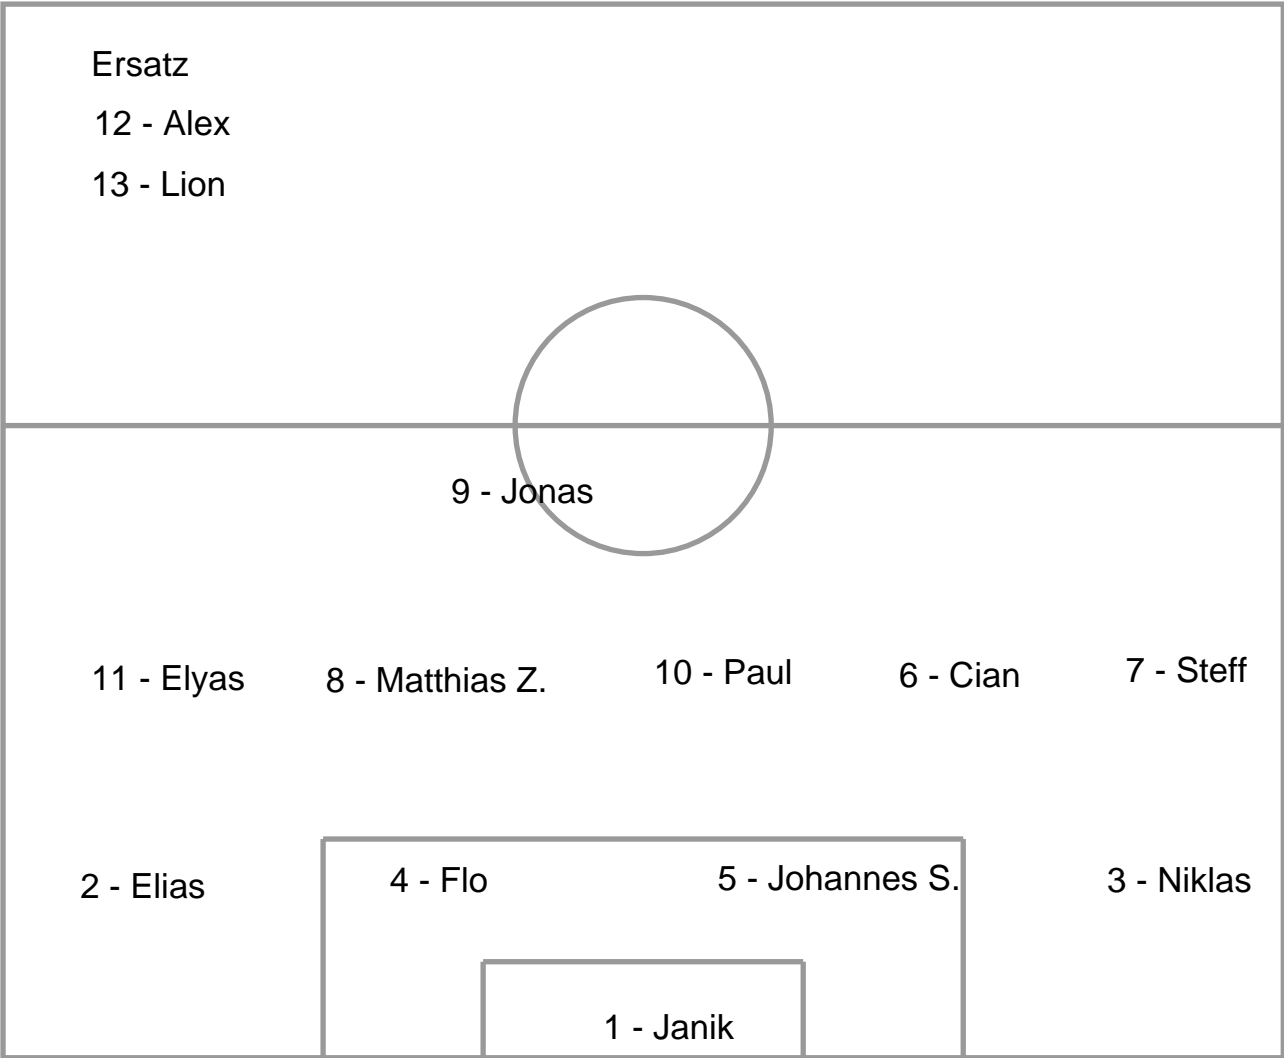 Ersatz
12 - Alex
13 - Lion
9 - Jonas
11 - Elyas
8 - Matthias Z.
10 - Paul
6 - Cian
7 - Steff
2 - Elias
4 - Flo
5 - Johannes S.
3 - Niklas
1 - Janik